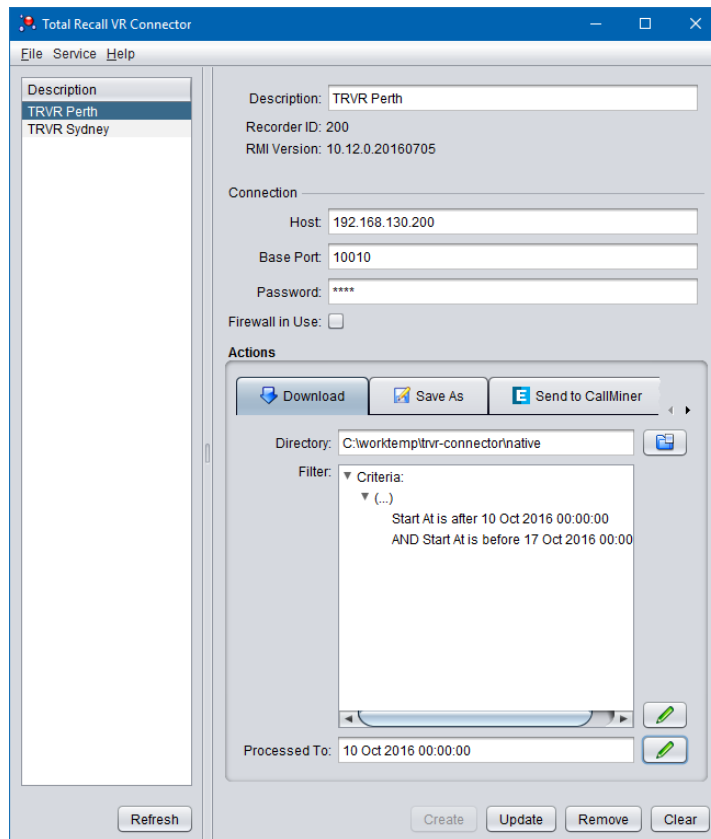 Total Recall VR Connector
File Service Help
Description
TRVR Perth
TRVR Sydney
Description: TRVR Perth
Recorder ID: 200
RMI Version: 10.12.0.20160705
Connection
Host: 192.168.130.200
Base Port: 10010
Password: ****
Firewall in Use:
Actions
Download Save As Send to CallMiner
Directory: C:\worktemp\trvr-connector\native
Filter: Criteria:
(...)
Start At is after 10 Oct 2016 00:00:00
AND Start At is before 17 Oct 2016 00:00
Processed To: 10 Oct 2016 00:00:00
Refresh Create Update Remove Clear